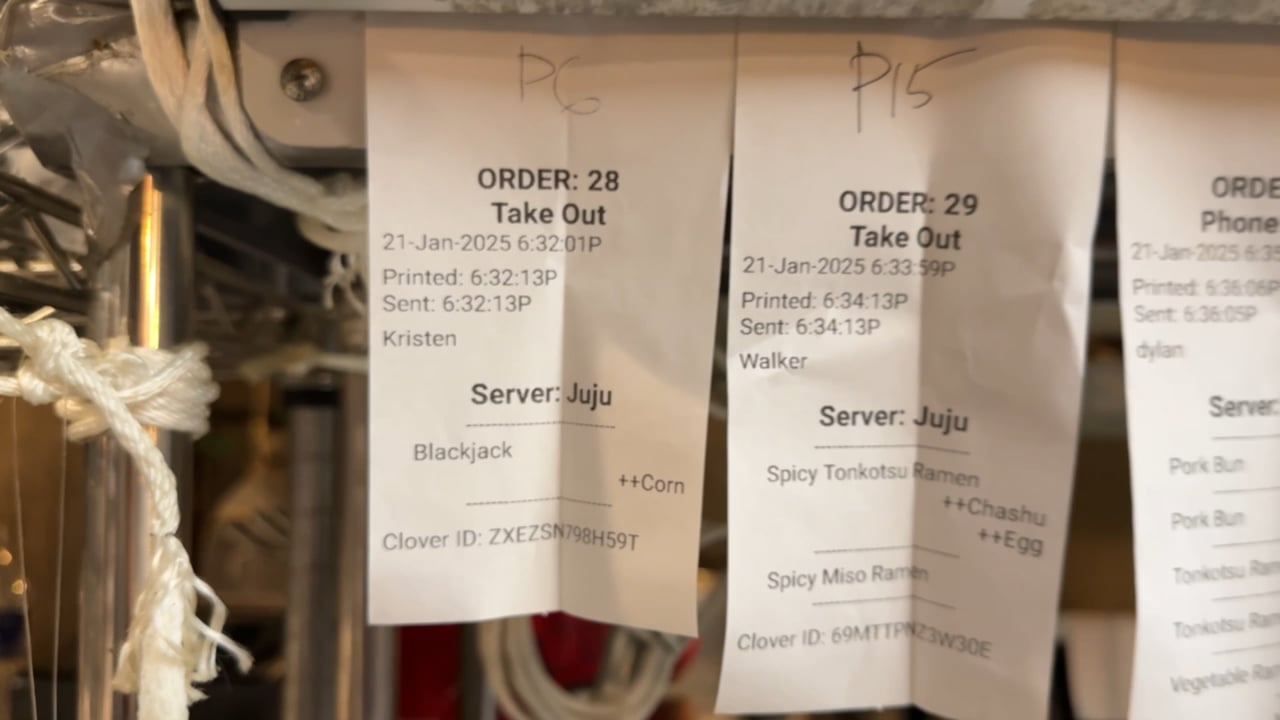 P6
ORDER: 28
Take Out
21-Jan-2025 6:32:01P
Printed: 6:32:13P
Sent: 6:32:13P
Kristen
Server: Juju
Blackjack
++Corn
Clover ID: ZXEZSN798H59T
P15
ORDER: 29
Take Out
21-Jan-2025 6:33:59P
Printed: 6:34:13P
Sent: 6:34:13P
Walker
Server: Juju
Spicy Tonkotsu Ramen
++Chashu
++Egg
Spicy Miso Ramen
Clover ID: 69MTTPNZ3W30E
ORDE
Phone
21-Jan-2025 6:35
Printed: 6:36:06P
Sent: 6:36:05P
dylan
Server:
Pork Bun
Pork Bun
Tonkotsu Ram
Tonkotsu Ram
Vegetable Ram